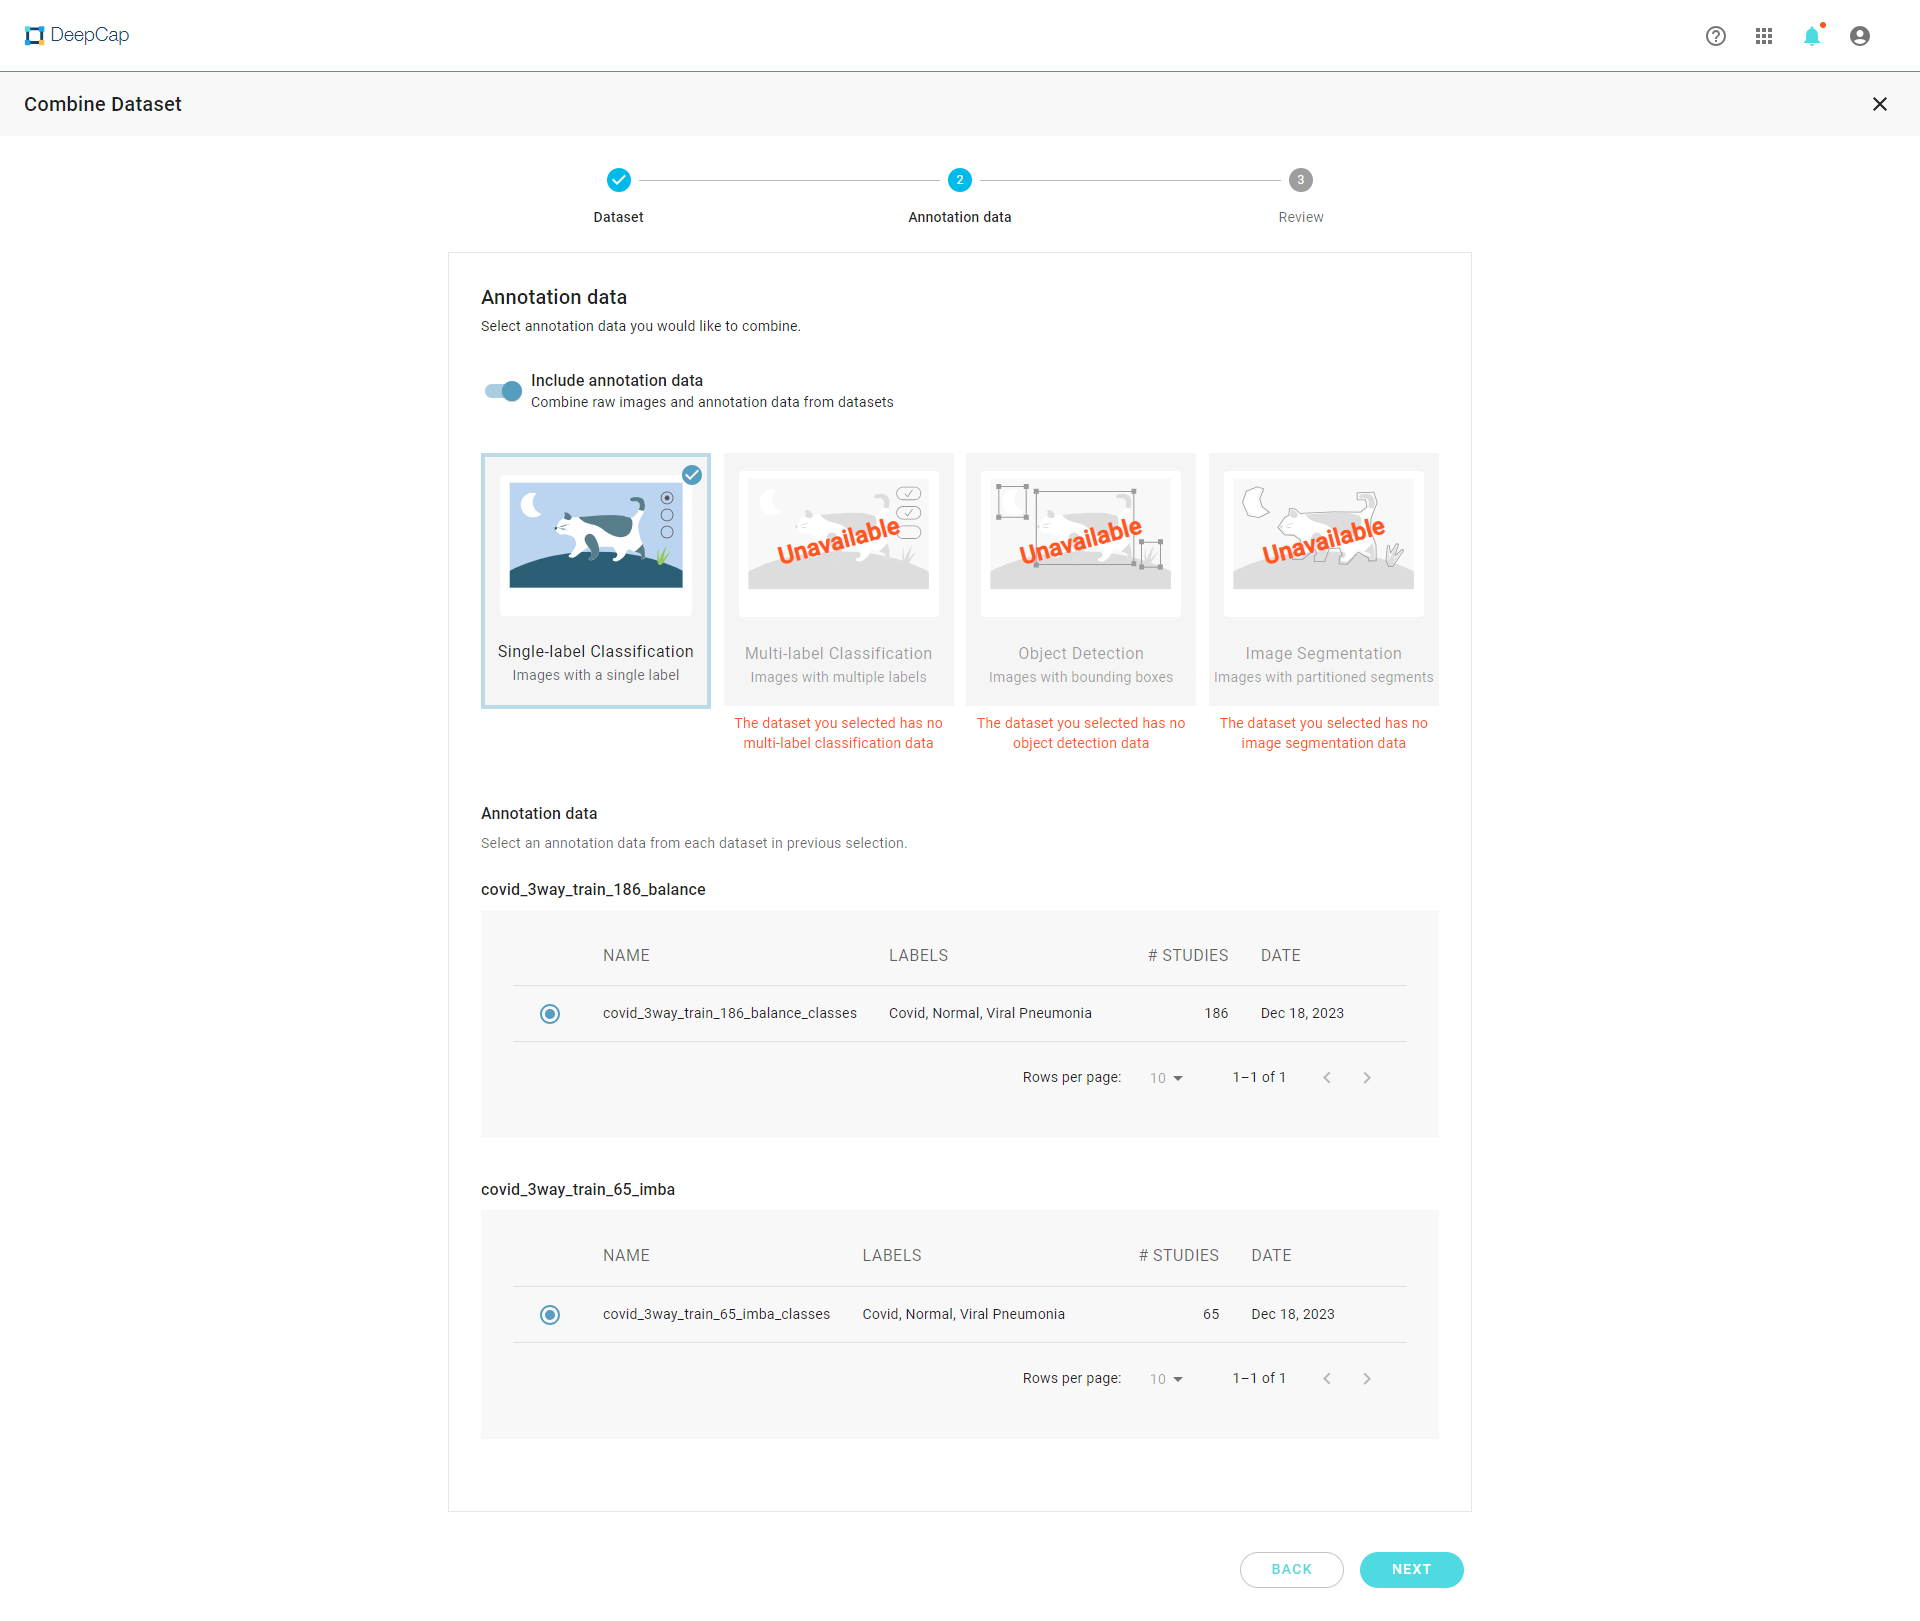 DeepCap
Combine Dataset
2
3
Dataset
Annotation data
Review
Annotation data
Select annotation data you would like to combine.
Include annotation data
Combine raw images and annotation data from datasets
Unavailable
Unavailable
Unavailable
Single-label Classification
Images with a single label
Multi-label Classification
Images with multiple labels
Object Detection
Images with bounding boxes
Image Segmentation
Images with partitioned segments
The dataset you selected has no
multi-label classification data
The dataset you selected has no
object detection data
The dataset you selected has no
image segmentation data
Annotation data
Select an annotation data from each dataset in previous selection.
covid_3way_train_186_balance
NAME LABELS # STUDIES DATE
covid_3way_train_186_balance_classes Covid, Normal, Viral Pneumonia 186 Dec 18, 2023
Rows per page: 10 1–1 of 1
covid_3way_train_65_imba
NAME LABELS # STUDIES DATE
covid_3way_train_65_imba_classes Covid, Normal, Viral Pneumonia 65 Dec 18, 2023
Rows per page: 10 1–1 of 1
BACK NEXT